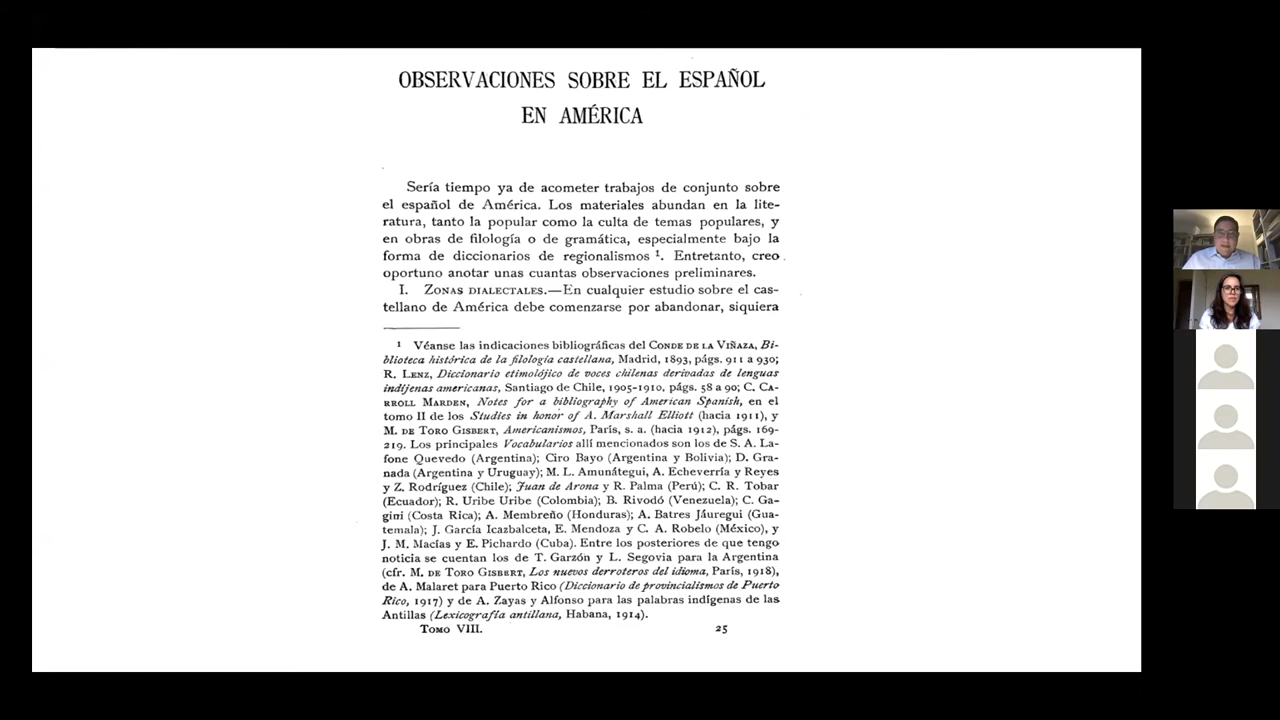 OBSERVACIONES SOBRE EL ESPAÑOL
EN AMÉRICA
Sería tiempo ya de acometer trabajos de conjunto sobre
el español de América. Los materiales abundan en la lite-
ratura, tanto la popular como la culta de temas populares, y
en obras de filología o de gramática, especialmente bajo la
forma de diccionarios de regionalismos ¹. Entretanto, creo
oportuno anotar unas cuantas observaciones preliminares.
I. ZONAS DIALECTALES.—En cualquier estudio sobre el cas-
tellano de América debe comenzarse por abandonar, siquiera
¹ Véanse las indicaciones bibliográficas del CONDE DE LA VIÑAZA, Bi-
blioteca histórica de la filología castellana, Madrid, 1893, págs. 911 a 930;
R. LENZ, Diccionario etimolójico de voces chilenas derivadas de lenguas
indíjenas americanas, Santiago de Chile, 1905-1910, págs. 58 a 90; C. CA-
RROLL MARDEN, Notes for a bibliography of American Spanish, en el
tomo II de los Studies in honor of A. Marshall Elliott (hacia 1911), y
M. DE TORO GISBERT, Americanismos, París, s. a. (hacia 1912), págs. 169-
219. Los principales Vocabularios allí mencionados son los de S. A. La-
fone Quevedo (Argentina); Ciro Bayo (Argentina y Bolivia); D. Gra-
nada (Argentina y Uruguay); M. L. Amunátegui, A. Echeverría y Reyes
y Z. Rodríguez (Chile); Juan de Arona y R. Palma (Perú); C. R. Tobar
(Ecuador); R. Uribe Uribe (Colombia); B. Rivodó (Venezuela); C. Ga-
gini (Costa Rica); A. Membreño (Honduras); A. Batres Jáuregui (Gua-
temala); J. García Icazbalceta, E. Mendoza y C. A. Robelo (México), y
J. M. Macías y E. Pichardo (Cuba). Entre los posteriores de que tengo
noticia se cuentan los de T. Garzón y L. Segovia para la Argentina
(cfr. M. DE TORO GISBERT, Los nuevos derroteros del idioma, París, 1918),
de A. Malaret para Puerto Rico (Diccionario de provincialismos de Puerto
Rico, 1917) y de A. Zayas y Alfonso para las palabras indígenas de las
Antillas (Lexicografía antillana, Habana, 1914).
TOMO VIII. 25